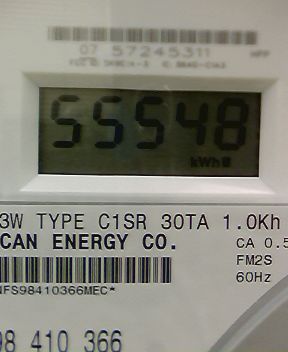 07 57245311
55548
kWh
3W TYPE C1SR 30TA 1.0Kh
CAN ENERGY CO.
CA 0.5
FM2S
60Hz
NFS98410366MEC*
98 410 366